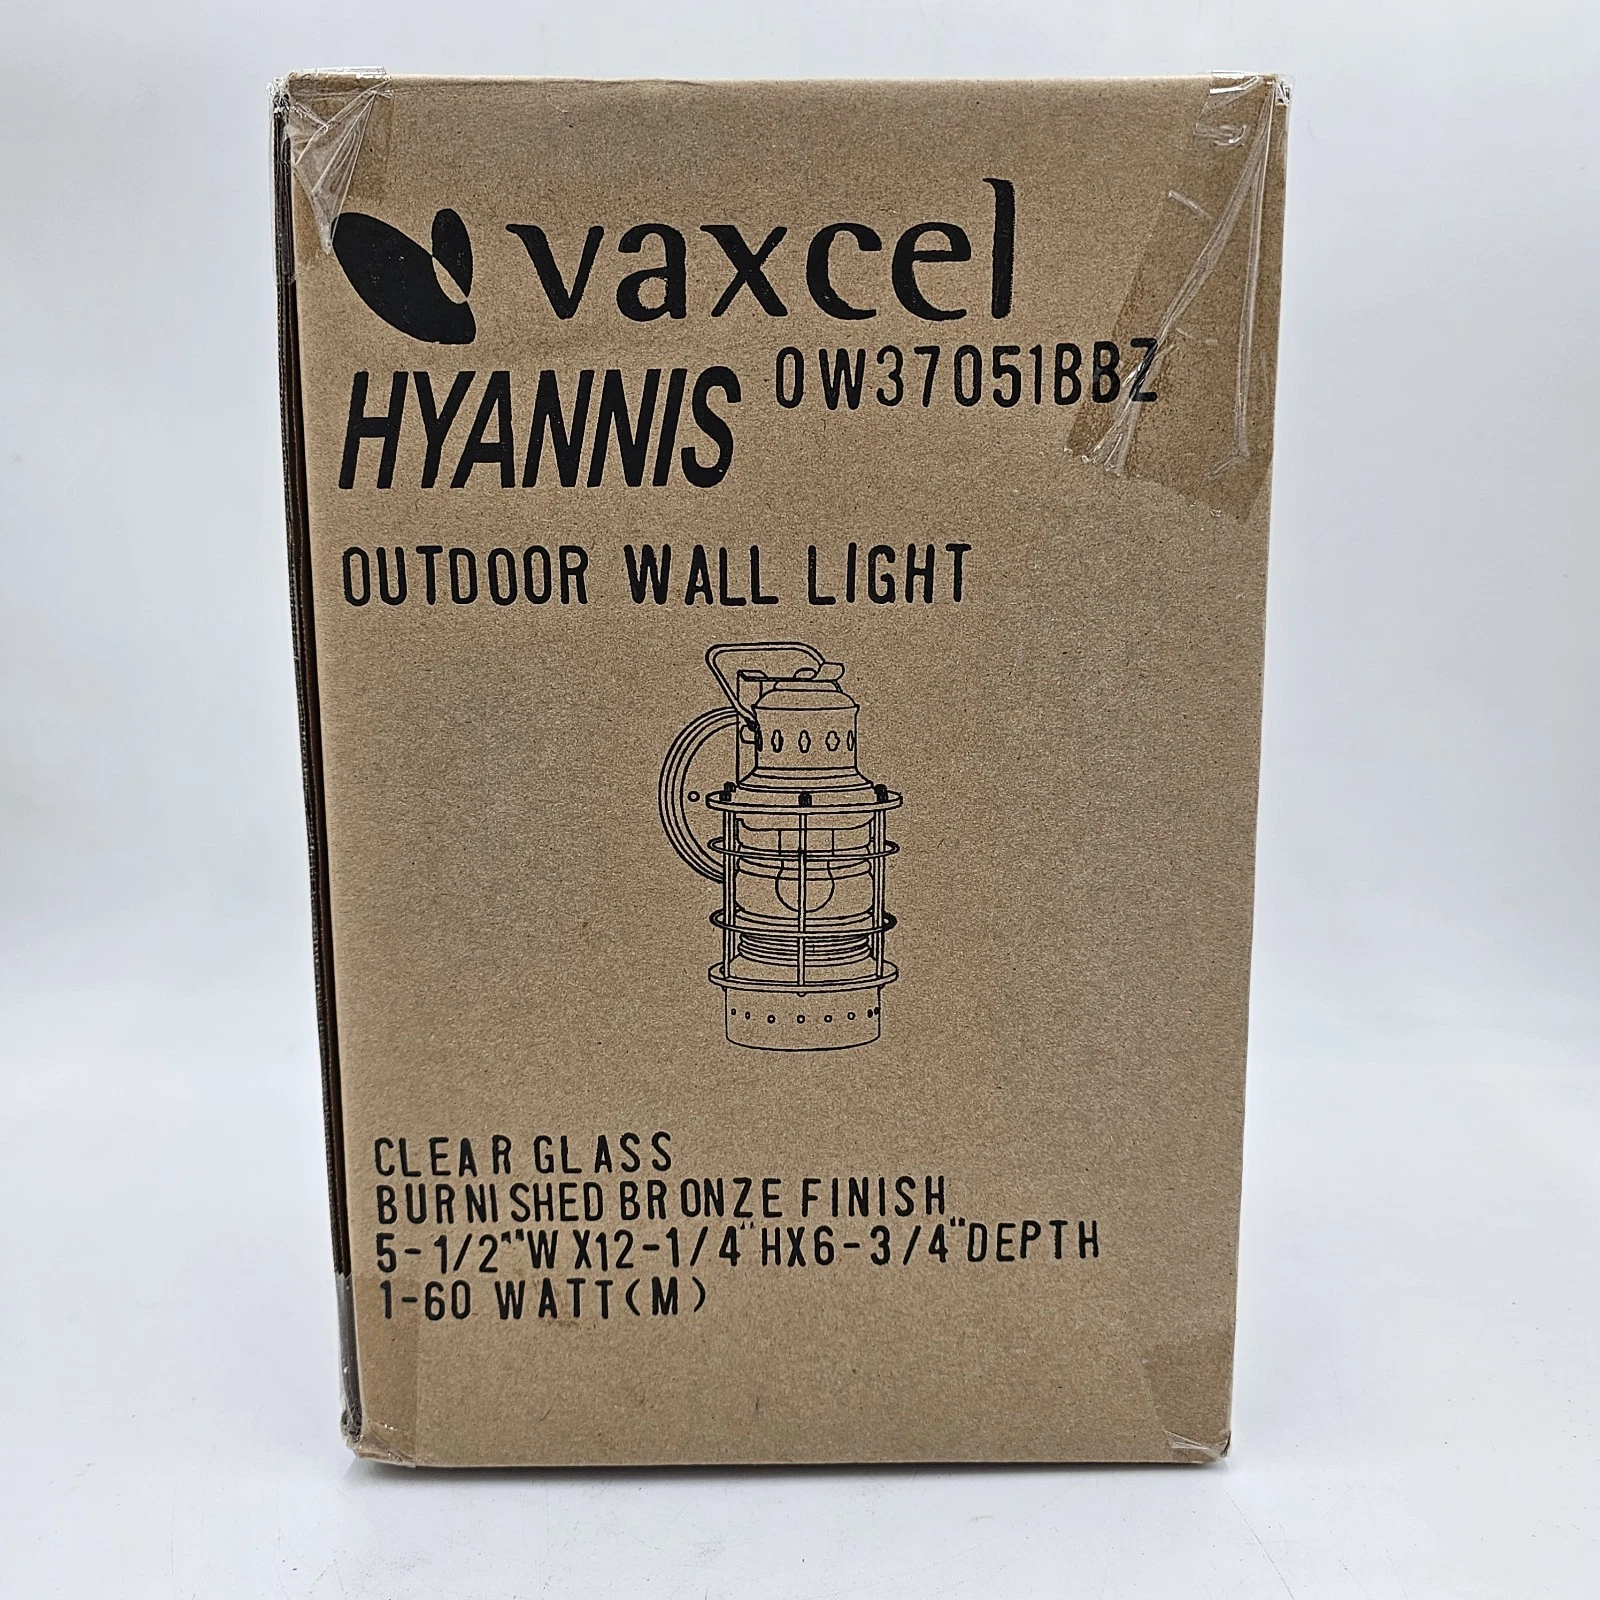 vaxcel
HYANNIS 0W37051BBZ
OUTDOOR WALL LIGHT
CLEAR GLASS
BURNISHED BRONZE FINISH
5-1/2""W X12-1/4"HX6-3/4"DEPTH
1-60 WATT(M)